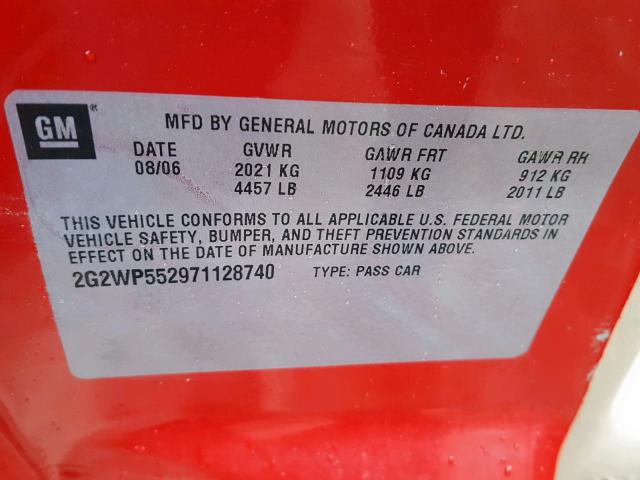 GM ®
MFD BY GENERAL MOTORS OF CANADA LTD.
DATE GVWR GAWR FRT GAWR RR
08/06 2021 KG 1109 KG 912 KG
4457 LB 2446 LB 2011 LB
THIS VEHICLE CONFORMS TO ALL APPLICABLE U.S. FEDERAL MOTOR
VEHICLE SAFETY, BUMPER, AND THEFT PREVENTION STANDARDS IN
EFFECT ON THE DATE OF MANUFACTURE SHOWN ABOVE.
2G2WP552971128740 TYPE: PASS CAR